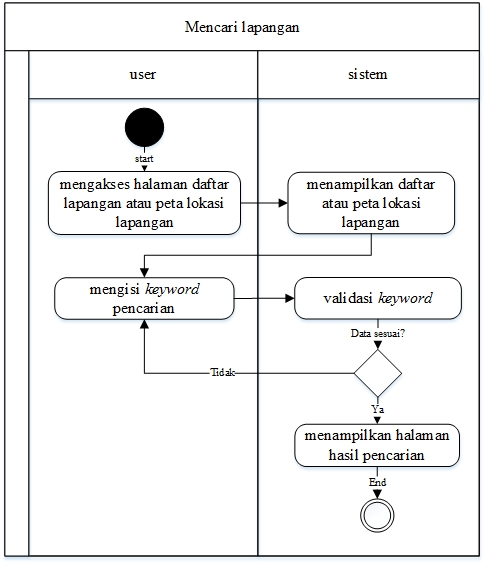 Mencari lapangan
user
sistem
start
mengakses halaman daftar
lapangan atau peta lokasi
lapangan
menampilkan daftar
atau peta lokasi
lapangan
mengisi keyword
pencarian
validasi keyword
Data sesuai?
Tidak
Ya
menampilkan halaman
hasil pencarian
End